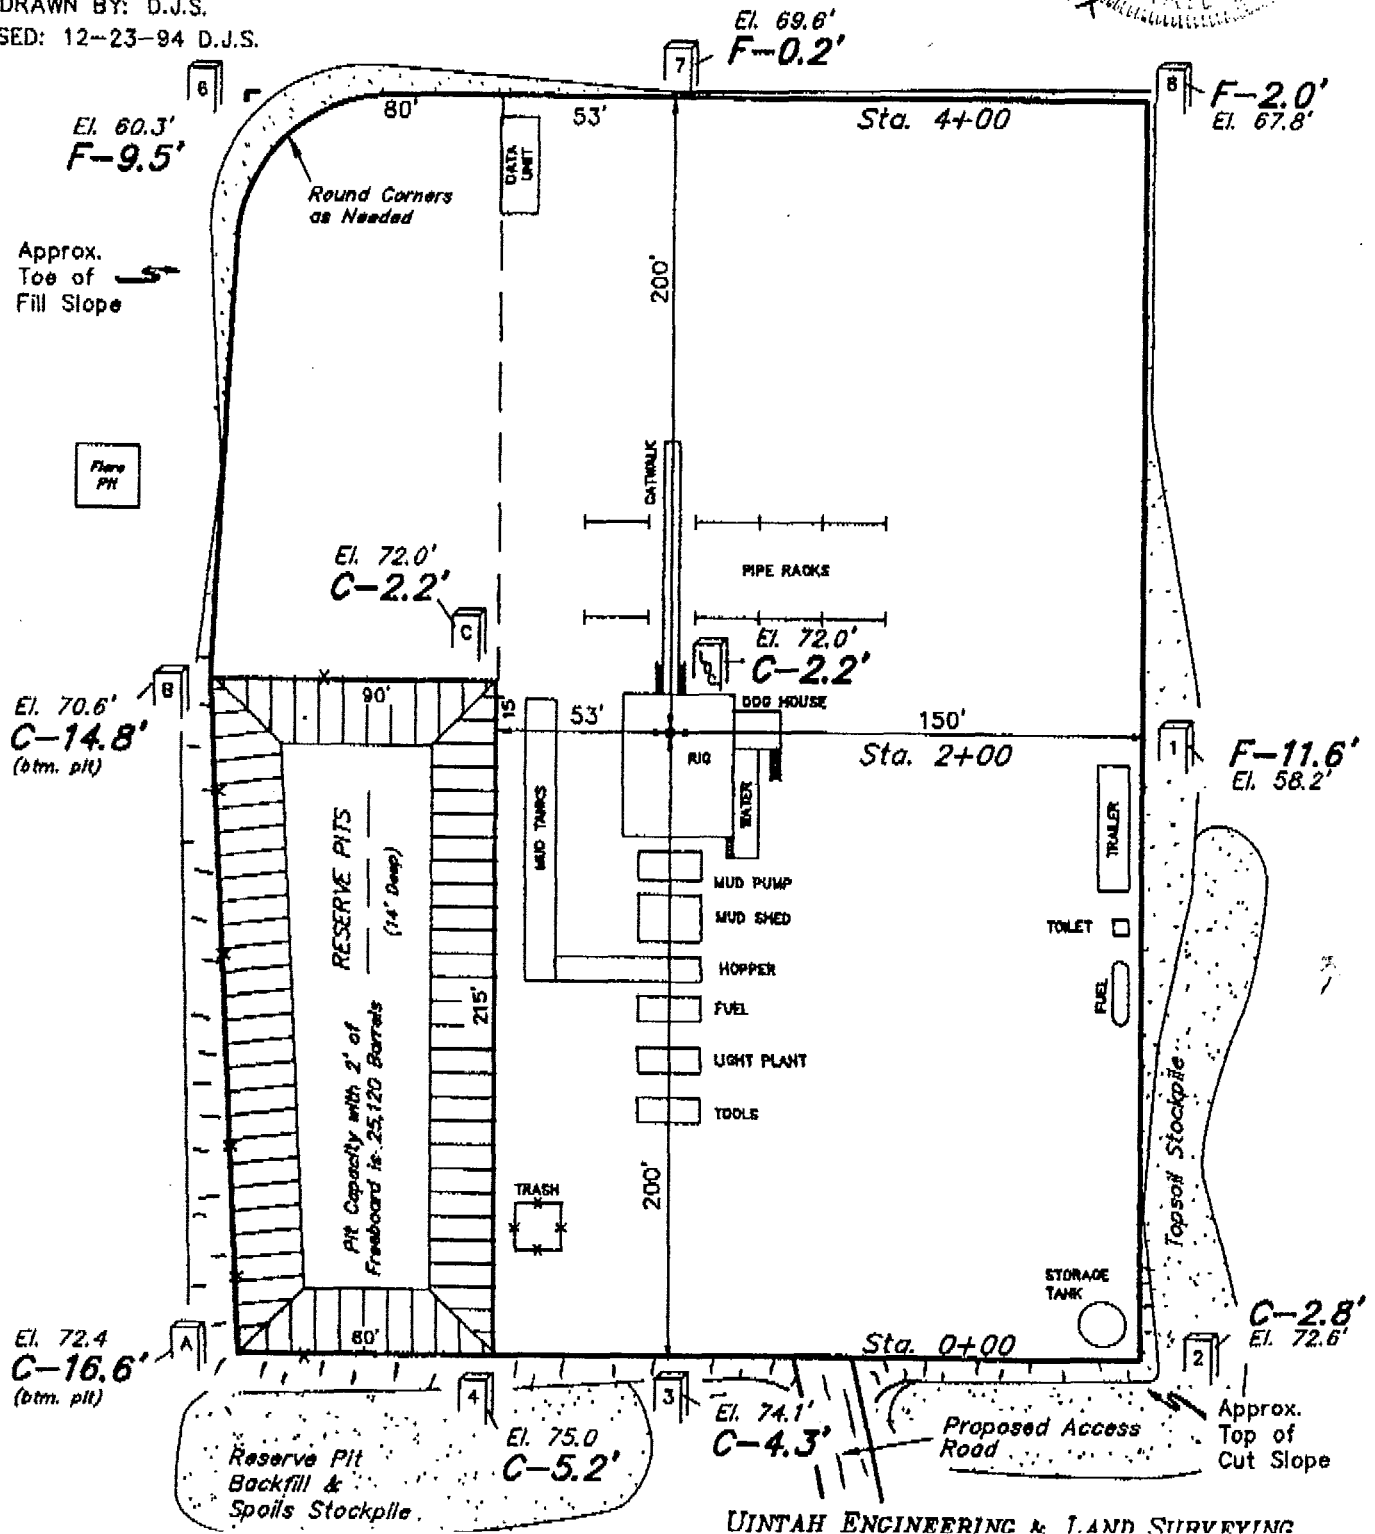 DRAWN BY: D.J.S.
SED: 12-23-94 D.J.S.
El. 69.6'
F-0.2'
7
6
8
F-2.0'
El. 67.8'
El. 60.3'
F-9.5'
80'
53'
Sta. 4+00
DATA
UNIT
Round Corners
as Needed
Approx.
Toe of
Fill Slope
200'
Flare
Pit
CATWALK
PIPE RACKS
El. 72.0'
C-2.2'
C
El. 72.0'
C-2.2'
B
El. 70.6'
C-14.8'
(btm. pit)
90'
15'
53'
DOG HOUSE
150'
Sta. 2+00
RIG
1
F-11.6'
El. 58.2'
WATER
TRAILER
MUD TANKS
RESERVE PITS
(14' Deep)
MUD PUMP
MUD SHED
TOILET
HOPPER
FUEL
FUEL
215'
LIGHT PLANT
TOOLS
Pit Capacity with 2' of
Freeboard is 25,120 Barrels
Topsoil Stockpile
200'
TRASH
STORAGE
TANK
80'
Sta. 0+00
A
El. 72.4
C-16.6'
(btm. pit)
C-2.8'
El. 72.6'
2
4
3
El. 75.0
C-5.2'
El. 74.1'
C-4.3'
Proposed Access
Road
Approx.
Top of
Cut Slope
Reserve Pit
Backfill &
Spoils Stockpile
UINTAH ENGINEERING & LAND SURVEYING